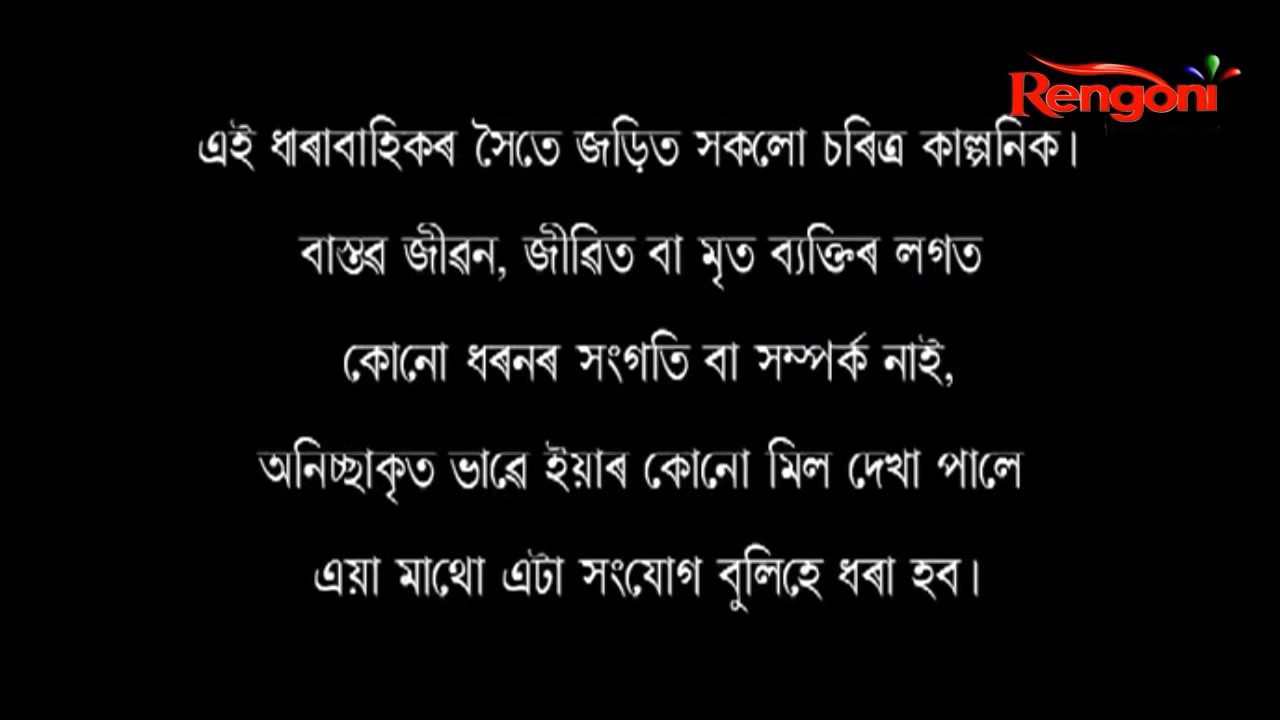 Rengoni
এই ধাৰাবাহিকৰ সৈতে জড়িত সকলো চৰিত্ৰ কাল্পনিক।
বাস্তৱ জীৱন, জীৱিত বা মৃত ব্যক্তিৰ লগত
কোনো ধৰনৰ সংগতি বা সম্পৰ্ক নাই,
অনিচ্ছাকৃত ভাৱে ইয়াৰ কোনো মিল দেখা পালে
এয়া মাথো এটা সংযোগ বুলিহে ধৰা হব।